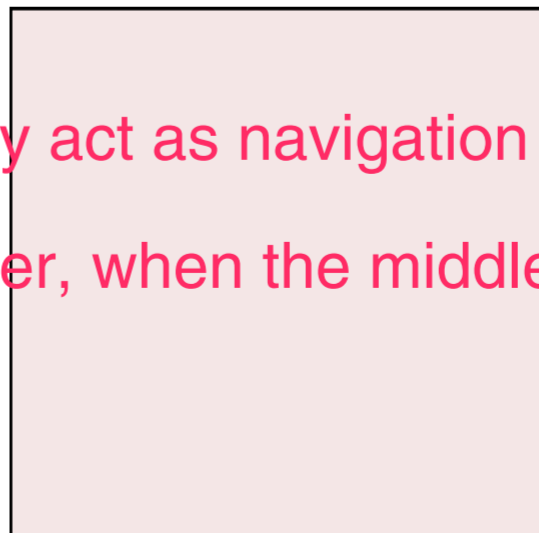 y act as navigation
er, when the middle